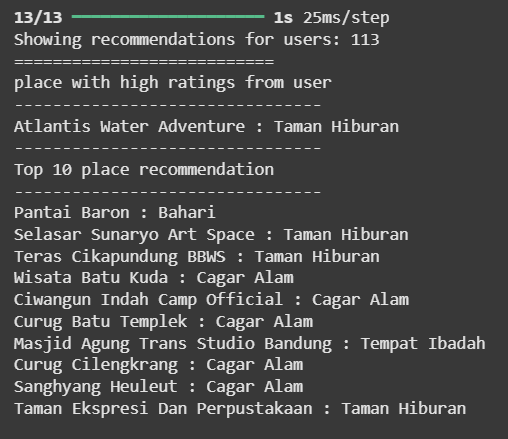 13/13 ━━━━━━━━━━━━━━━━━━━━ 1s 25ms/step
Showing recommendations for users: 113
===========================
place with high ratings from user
--------------------------------
Atlantis Water Adventure : Taman Hiburan
--------------------------------
Top 10 place recommendation
--------------------------------
Pantai Baron : Bahari
Selasar Sunaryo Art Space : Taman Hiburan
Teras Cikapundung BBWS : Taman Hiburan
Wisata Batu Kuda : Cagar Alam
Ciwangun Indah Camp Official : Cagar Alam
Curug Batu Templek : Cagar Alam
Masjid Agung Trans Studio Bandung : Tempat Ibadah
Curug Cilengkrang : Cagar Alam
Sanghyang Heuleut : Cagar Alam
Taman Ekspresi Dan Perpustakaan : Taman Hiburan